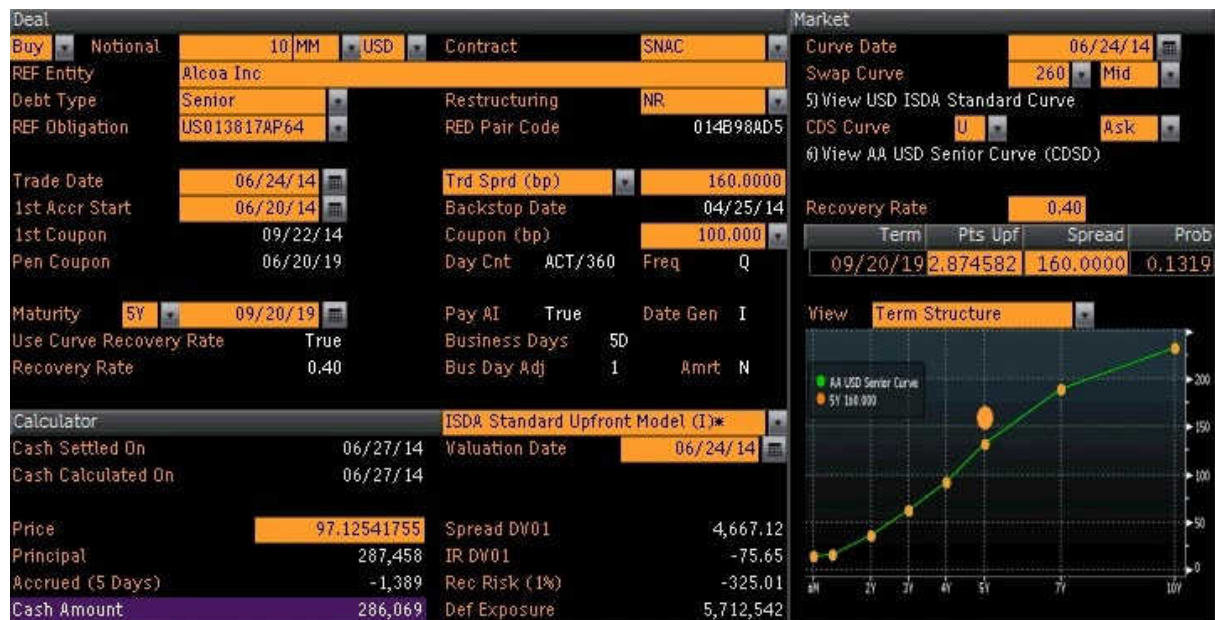 Deal
Buy Notional 10 MM USD Contract SNAC
REF Entity Alcoa Inc
Debt Type Senior Restructuring NR
REF Obligation US013817AP64 RED Pair Code 014B98AD5
Trade Date 06/24/14 Trd Sprd (bp) 160.0000
1st Accr Start 06/20/14 Backstop Date 04/25/14
1st Coupon 09/22/14 Coupon (bp) 100.000
Pen Coupon 06/20/19 Day Cnt ACT/360 Freq Q
Maturity 5Y 09/20/19 Pay AI True Date Gen I
Use Curve Recovery Rate True Business Days 5D
Recovery Rate 0.40 Bus Day Adj 1 Amrt N
Market
Curve Date 06/24/14
Swap Curve 260 Mid
5) View USD ISDA Standard Curve
CDS Curve U Ask
6) View AA USD Senior Curve (CDSD)
Recovery Rate 0.40
Term Pts Upf Spread Prob
09/20/19 2.874582 160.0000 0.1319
View Term Structure
AA USD Senior Curve
5Y 160.000
200
150
100
50
0
6M 2Y 3Y 4Y 5Y 7Y 10Y
Calculator ISDA Standard Upfront Model (I)*
Cash Settled On 06/27/14 Valuation Date 06/24/14
Cash Calculated On 06/27/14
Price 97.12541755 Spread DV01 4,667.12
Principal 287,458 IR DV01 -75.65
Accrued (5 Days) -1,389 Rec Risk (1%) -325.01
Cash Amount 286,069 Def Exposure 5,712,542